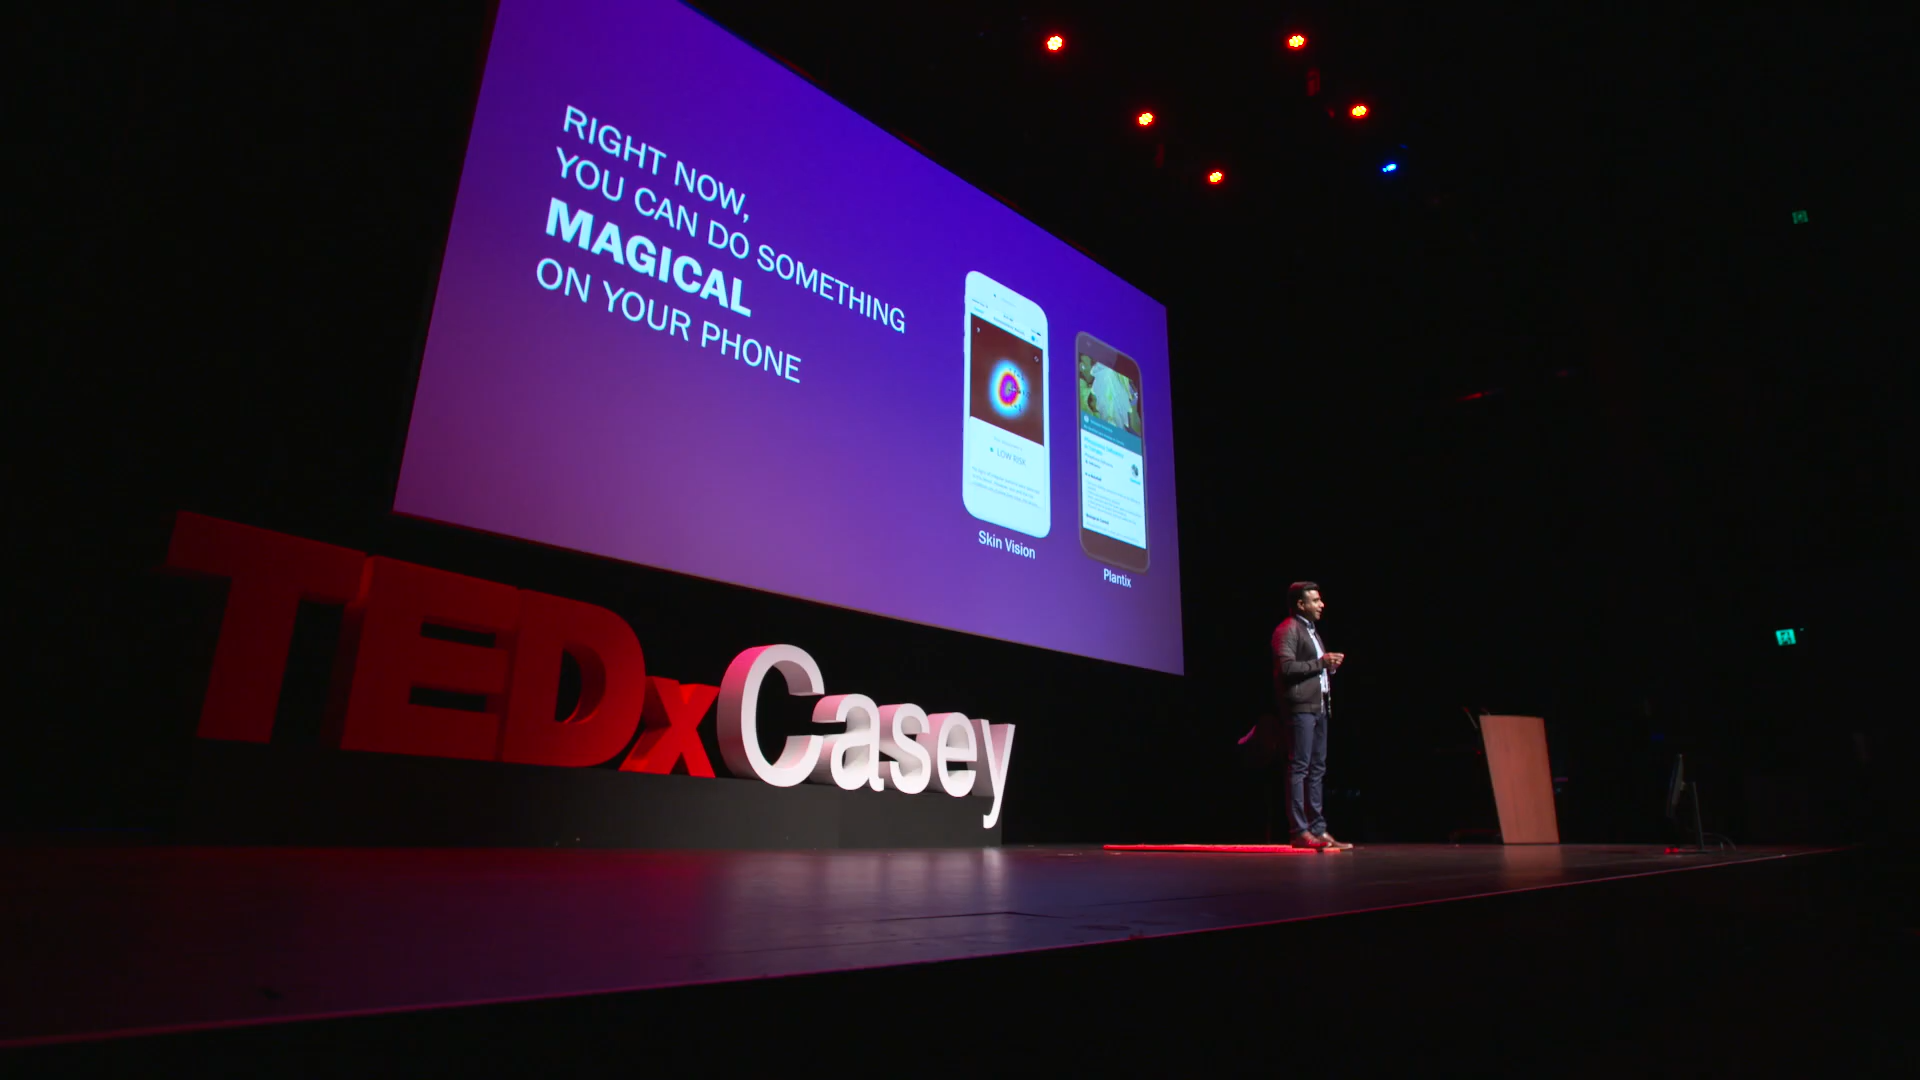 RIGHT NOW,
YOU CAN DO SOMETHING
MAGICAL
ON YOUR PHONE
LOW RISK
Skin Vision
Plantix
TEDxCasey